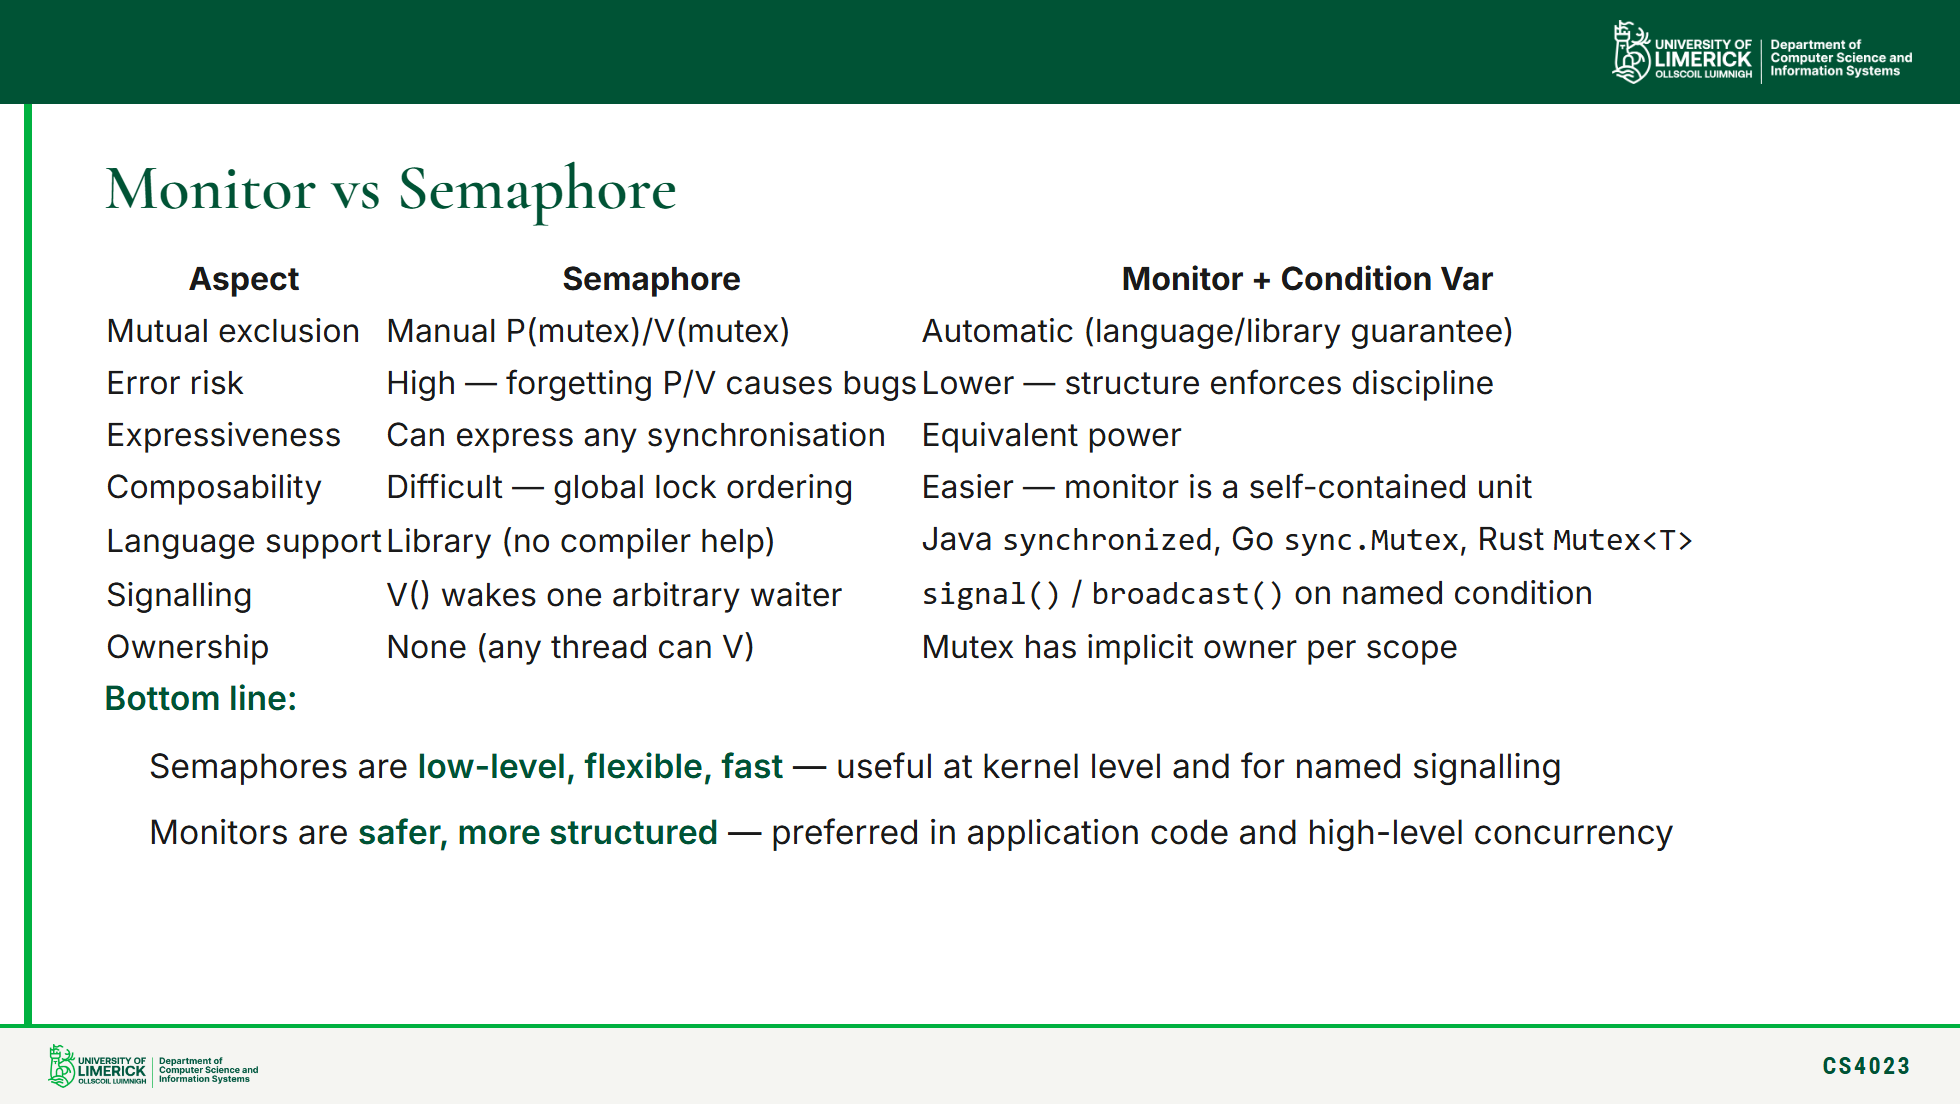 UNIVERSITY OF LIMERICK OLLSCOIL LUIMNIGH
Department of Computer Science and Information Systems
Monitor vs Semaphore
Aspect Semaphore Monitor + Condition Var
Mutual exclusion Manual P(mutex)/V(mutex) Automatic (language/library guarantee)
Error risk High — forgetting P/V causes bugs Lower — structure enforces discipline
Expressiveness Can express any synchronisation Equivalent power
Composability Difficult — global lock ordering Easier — monitor is a self-contained unit
Language support Library (no compiler help) Java synchronized, Go sync.Mutex, Rust Mutex<T>
Signalling V() wakes one arbitrary waiter signal() / broadcast() on named condition
Ownership None (any thread can V) Mutex has implicit owner per scope
Bottom line:
Semaphores are low-level, flexible, fast — useful at kernel level and for named signalling
Monitors are safer, more structured — preferred in application code and high-level concurrency
UNIVERSITY OF LIMERICK OLLSCOIL LUIMNIGH
Department of Computer Science and Information Systems
CS4023